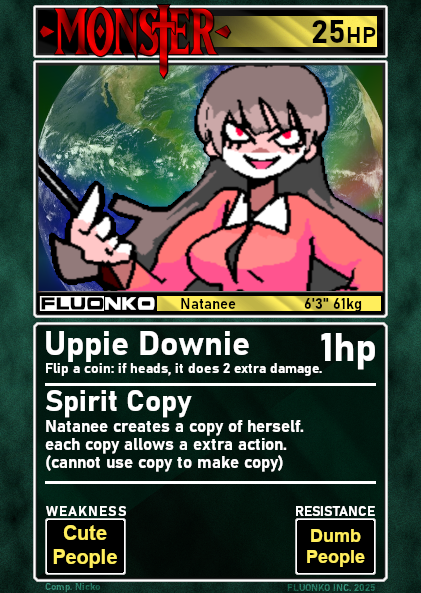 MONSTER
25HP
FLUONKO Natanee 6'3" 61kg
Uppie Downie 1hp
Flip a coin: if heads, it does 2 extra damage.
Spirit Copy
Natanee creates a copy of herself.
each copy allows a extra action.
(cannot use copy to make copy)
WEAKNESS
Cute
People
RESISTANCE
Dumb
People
Comp. Nicko
FLUONKO INC. 2025